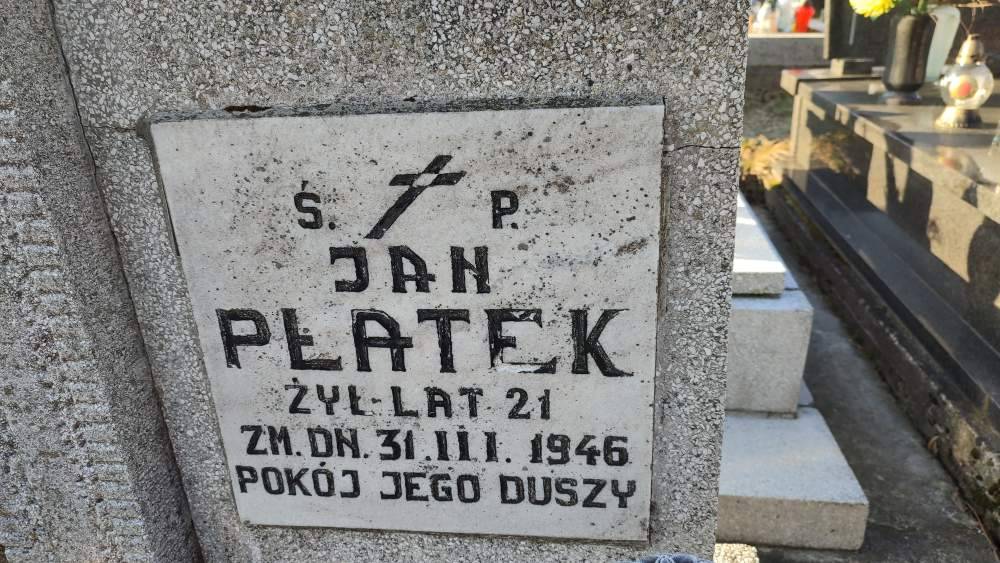 Ś. P.
JAN
PŁATEK
ŻYŁ LAT 21
ZM. DN. 31.III. 1946
POKÓJ JEGO DUSZY